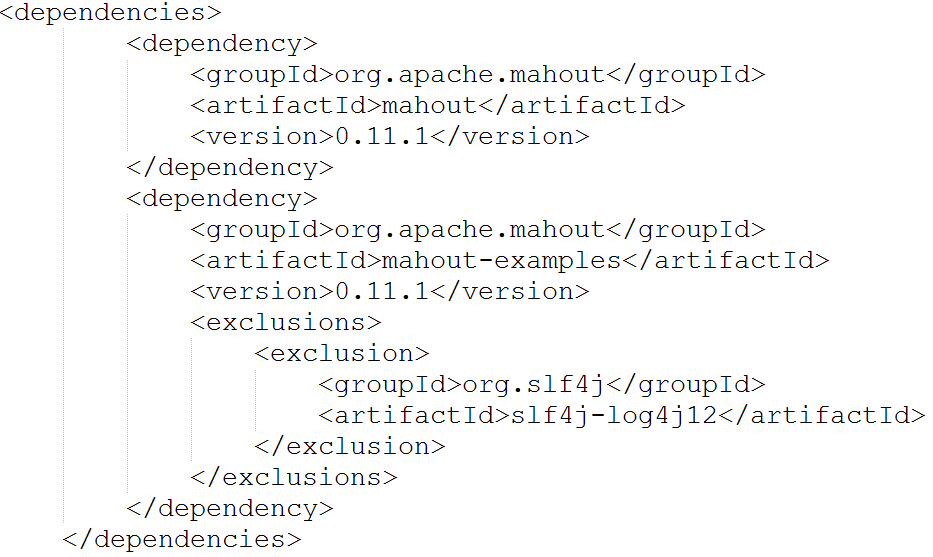 <dependencies>
<dependency>
<groupId>org.apache.mahout</groupId>
<artifactId>mahout</artifactId>
<version>0.11.1</version>
</dependency>
<dependency>
<groupId>org.apache.mahout</groupId>
<artifactId>mahout-examples</artifactId>
<version>0.11.1</version>
<exclusions>
<exclusion>
<groupId>org.slf4j</groupId>
<artifactId>slf4j-log4j12</artifactId>
</exclusion>
</exclusions>
</dependency>
</dependencies>